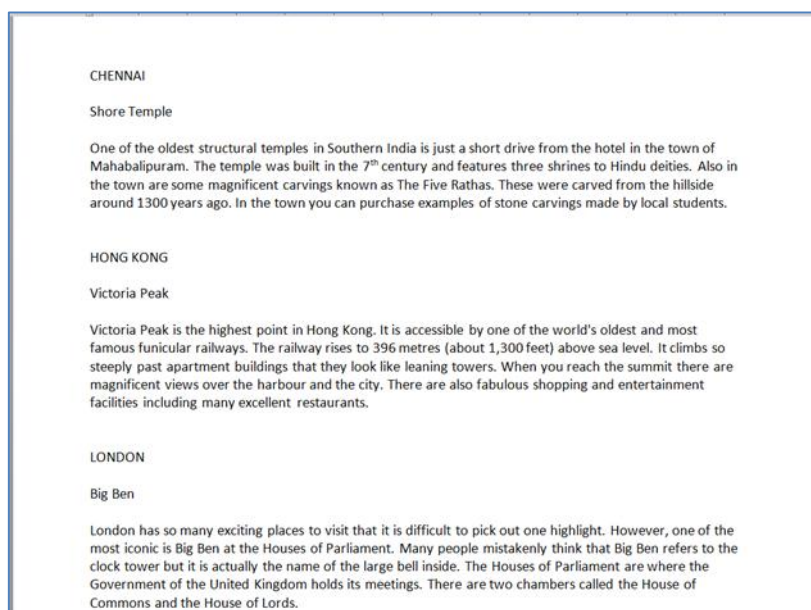 CHENNAI
Shore Temple
One of the oldest structural temples in Southern India is just a short drive from the hotel in the town of
Mahabalipuram. The temple was built in the 7th century and features three shrines to Hindu deities. Also in
the town are some magnificent carvings known as The Five Rathas. These were carved from the hillside
around 1300 years ago. In the town you can purchase examples of stone carvings made by local students.
HONG KONG
Victoria Peak
Victoria Peak is the highest point in Hong Kong. It is accessible by one of the world's oldest and most
famous funicular railways. The railway rises to 396 metres (about 1,300 feet) above sea level. It climbs so
steeply past apartment buildings that they look like leaning towers. When you reach the summit there are
magnificent views over the harbour and the city. There are also fabulous shopping and entertainment
facilities including many excellent restaurants.
LONDON
Big Ben
London has so many exciting places to visit that it is difficult to pick out one highlight. However, one of the
most iconic is Big Ben at the Houses of Parliament. Many people mistakenly think that Big Ben refers to the
clock tower but it is actually the name of the large bell inside. The Houses of Parliament are where the
Government of the United Kingdom holds its meetings. There are two chambers called the House of
Commons and the House of Lords.